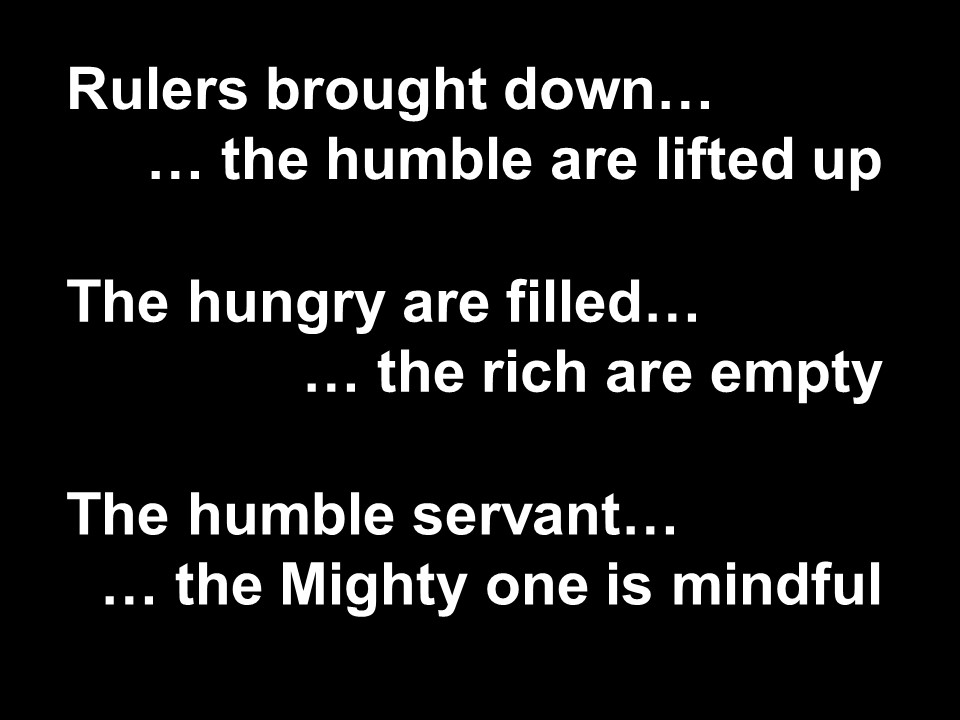 Rulers brought down…
… the humble are lifted up
The hungry are filled…
… the rich are empty
The humble servant…
… the Mighty one is mindful